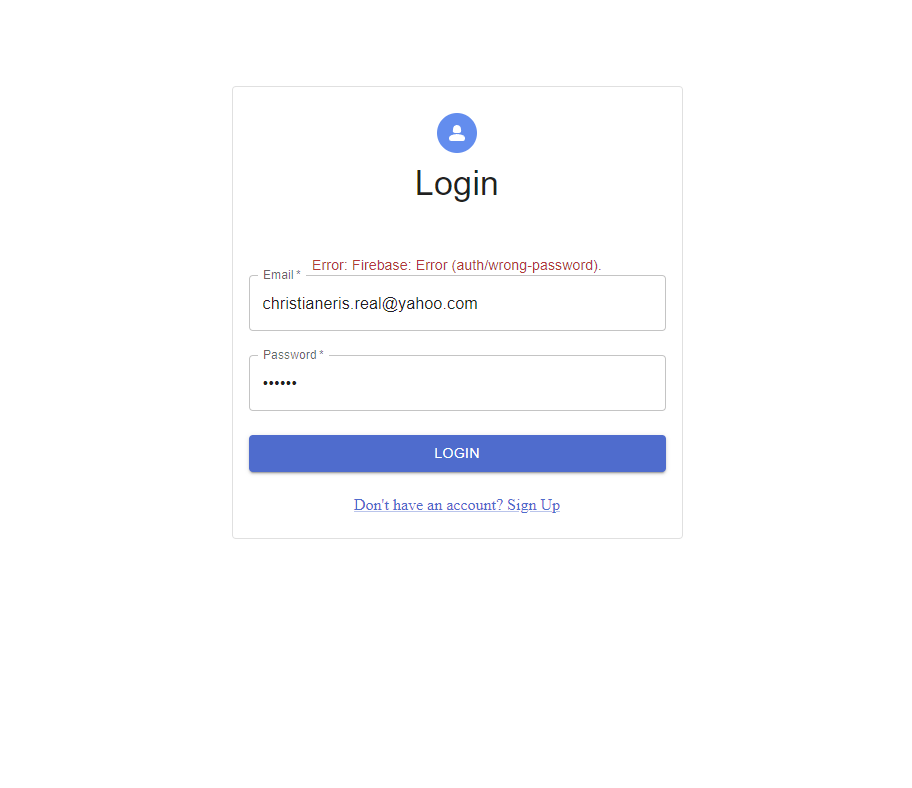 Login
Error: Firebase: Error (auth/wrong-password).
Email *
christianeris.real@yahoo.com
Password *
••••••
LOGIN
Don't have an account? Sign Up